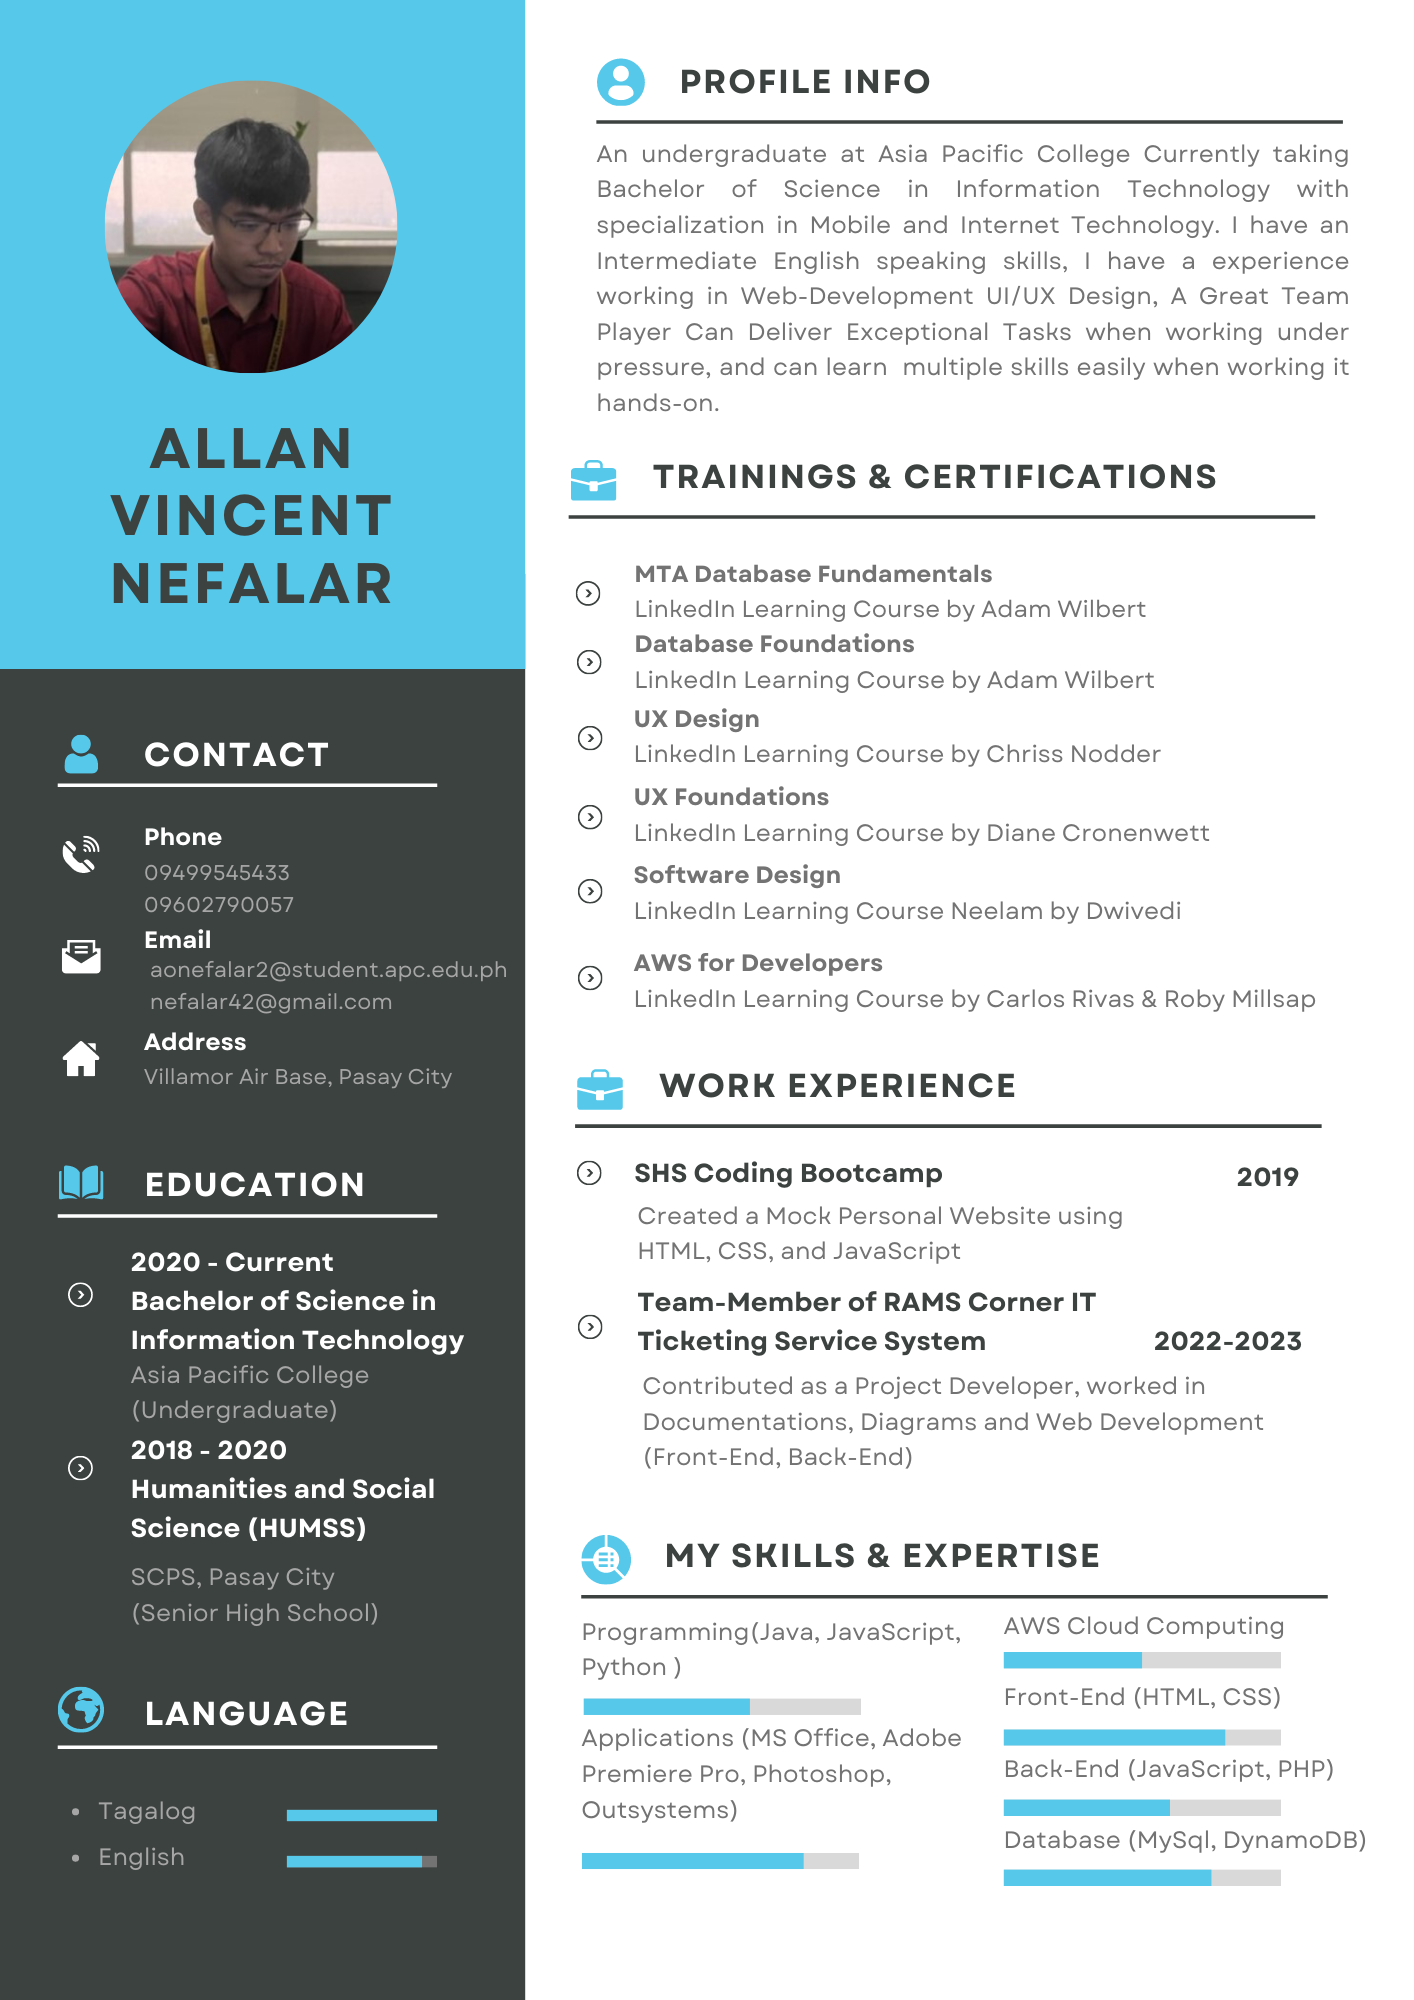 ALLAN
VINCENT
NEFALAR
CONTACT
Phone
09499545433
09602790057
Email
aonefalar2@student.apc.edu.ph
nefalar42@gmail.com
Address
Villamor Air Base, Pasay City
EDUCATION
2020 - Current
Bachelor of Science in
Information Technology
Asia Pacific College
(Undergraduate)
2018 - 2020
Humanities and Social
Science (HUMSS)
SCPS, Pasay City
(Senior High School)
LANGUAGE
• Tagalog
• English
PROFILE INFO
An undergraduate at Asia Pacific College Currently taking
Bachelor of Science in Information Technology with
specialization in Mobile and Internet Technology. I have an
Intermediate English speaking skills, I have a experience
working in Web-Development UI/UX Design, A Great Team
Player Can Deliver Exceptional Tasks when working under
pressure, and can learn multiple skills easily when working it
hands-on.
TRAININGS & CERTIFICATIONS
MTA Database Fundamentals
LinkedIn Learning Course by Adam Wilbert
Database Foundations
LinkedIn Learning Course by Adam Wilbert
UX Design
LinkedIn Learning Course by Chriss Nodder
UX Foundations
LinkedIn Learning Course by Diane Cronenwett
Software Design
LinkedIn Learning Course Neelam by Dwivedi
AWS for Developers
LinkedIn Learning Course by Carlos Rivas & Roby Millsap
WORK EXPERIENCE
SHS Coding Bootcamp 2019
Created a Mock Personal Website using
HTML, CSS, and JavaScript
Team-Member of RAMS Corner IT
Ticketing Service System 2022-2023
Contributed as a Project Developer, worked in
Documentations, Diagrams and Web Development
(Front-End, Back-End)
MY SKILLS & EXPERTISE
Programming(Java, JavaScript,
Python )
Applications (MS Office, Adobe
Premiere Pro, Photoshop,
Outsystems)
AWS Cloud Computing
Front-End (HTML, CSS)
Back-End (JavaScript, PHP)
Database (MySql, DynamoDB)